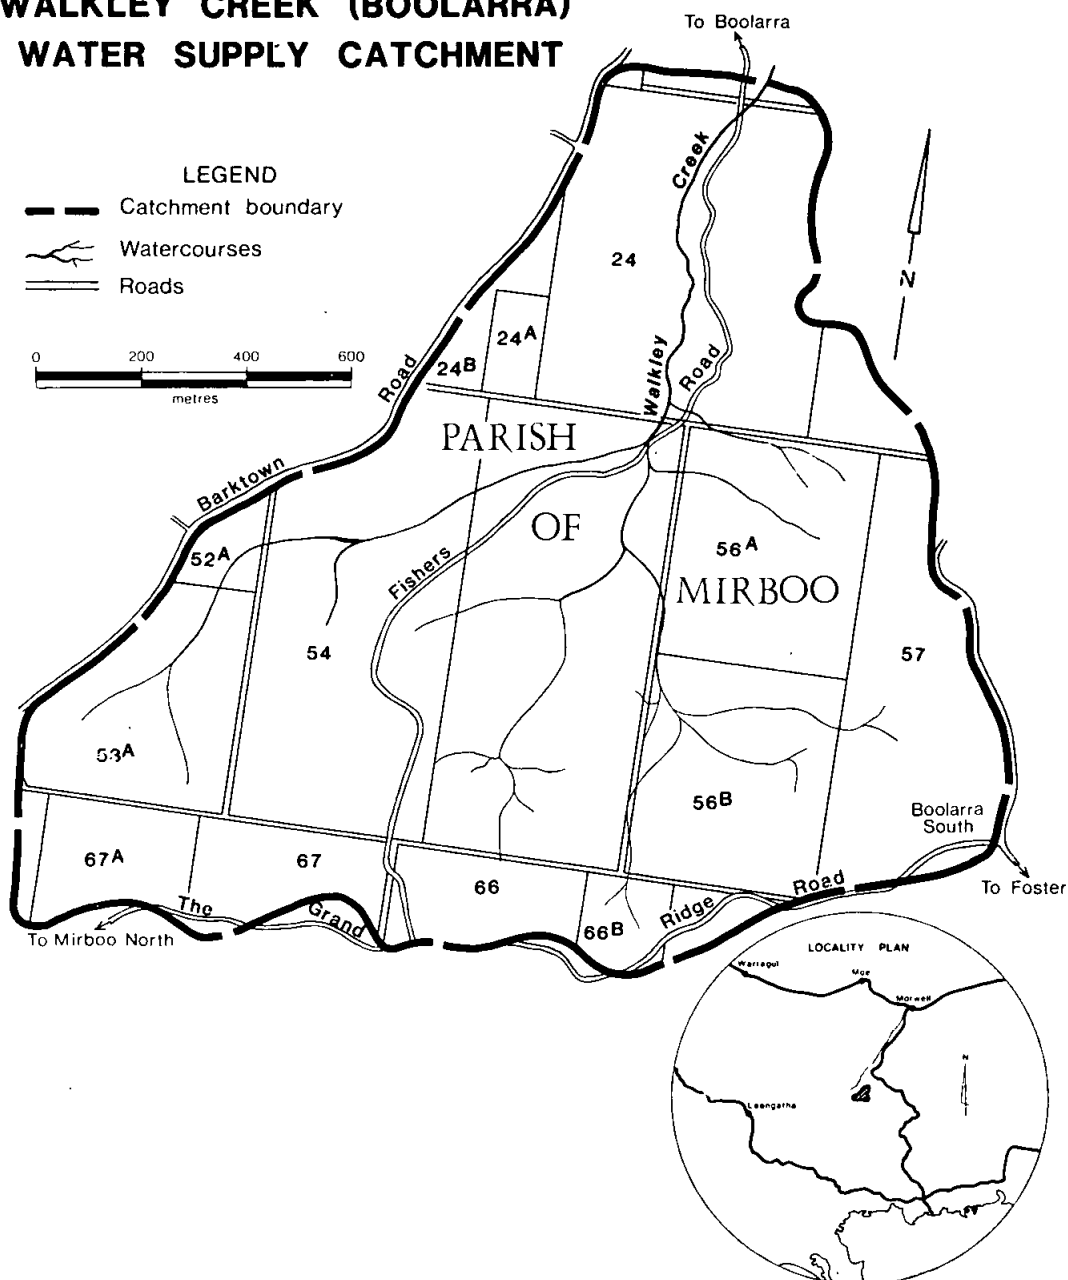 WALKLEY CREEK (BOOLARRA)
WATER SUPPLY CATCHMENT
To Boolarra
LEGEND
Catchment boundary
Watercourses
Roads
0 200 400 600
metres
N
Creek
24
24A
24B
Walkley
Road
Road
PARISH
OF
MIRBOO
Barktown
52A
Fishers
56A
54
57
53A
56B
Boolarra
South
67A
67
66
66B
The
Grand
Ridge
Road
To Foster
To Mirboo North
LOCALITY PLAN
Warragul
Moe
Morwell
N
Leongatha